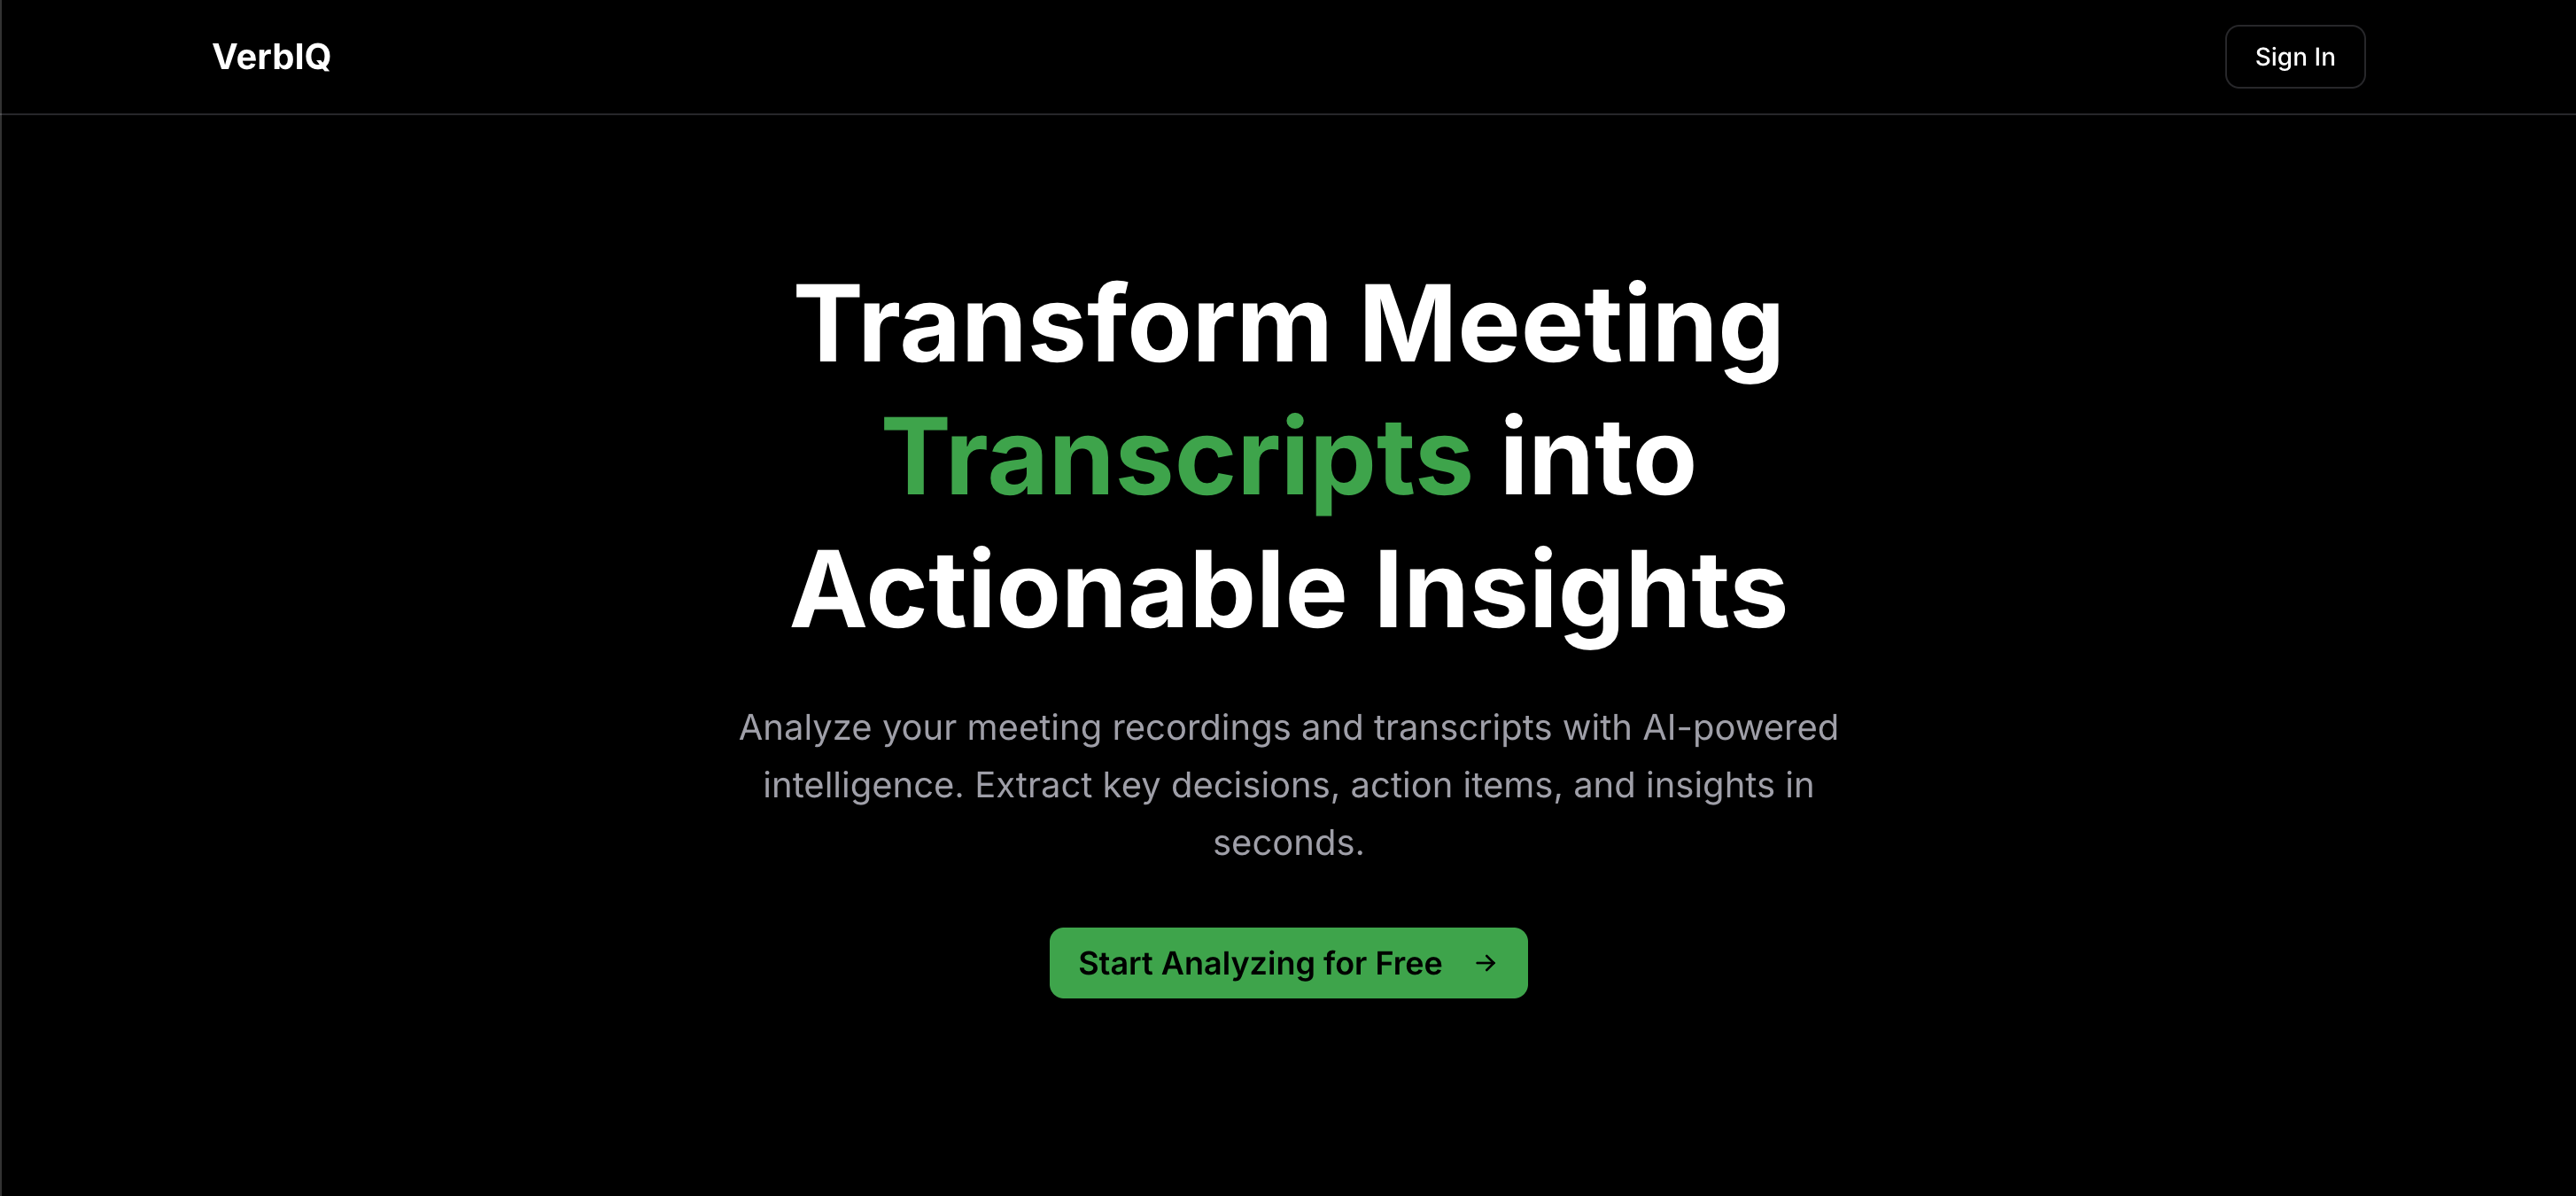 VerbIQ
Sign In
Transform Meeting
Transcripts into
Actionable Insights
Analyze your meeting recordings and transcripts with AI-powered
intelligence. Extract key decisions, action items, and insights in
seconds.
Start Analyzing for Free →